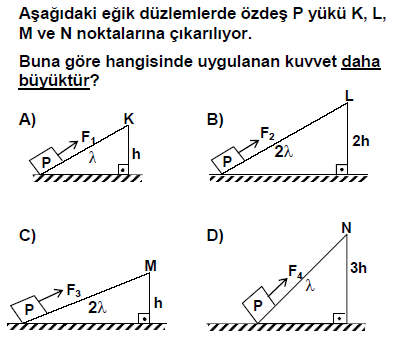 Aşağıdaki eğik düzlemlerde özdeş P yükü K, L,
M ve N noktalarına çıkarılıyor.
Buna göre hangisinde uygulanan kuvvet daha
büyüktür?
A)
K
F₁
P
λ
h
B)
L
F₂
P
2λ
2h
C)
M
F₃
P
2λ
h
D)
N
F₄
P
λ
3h